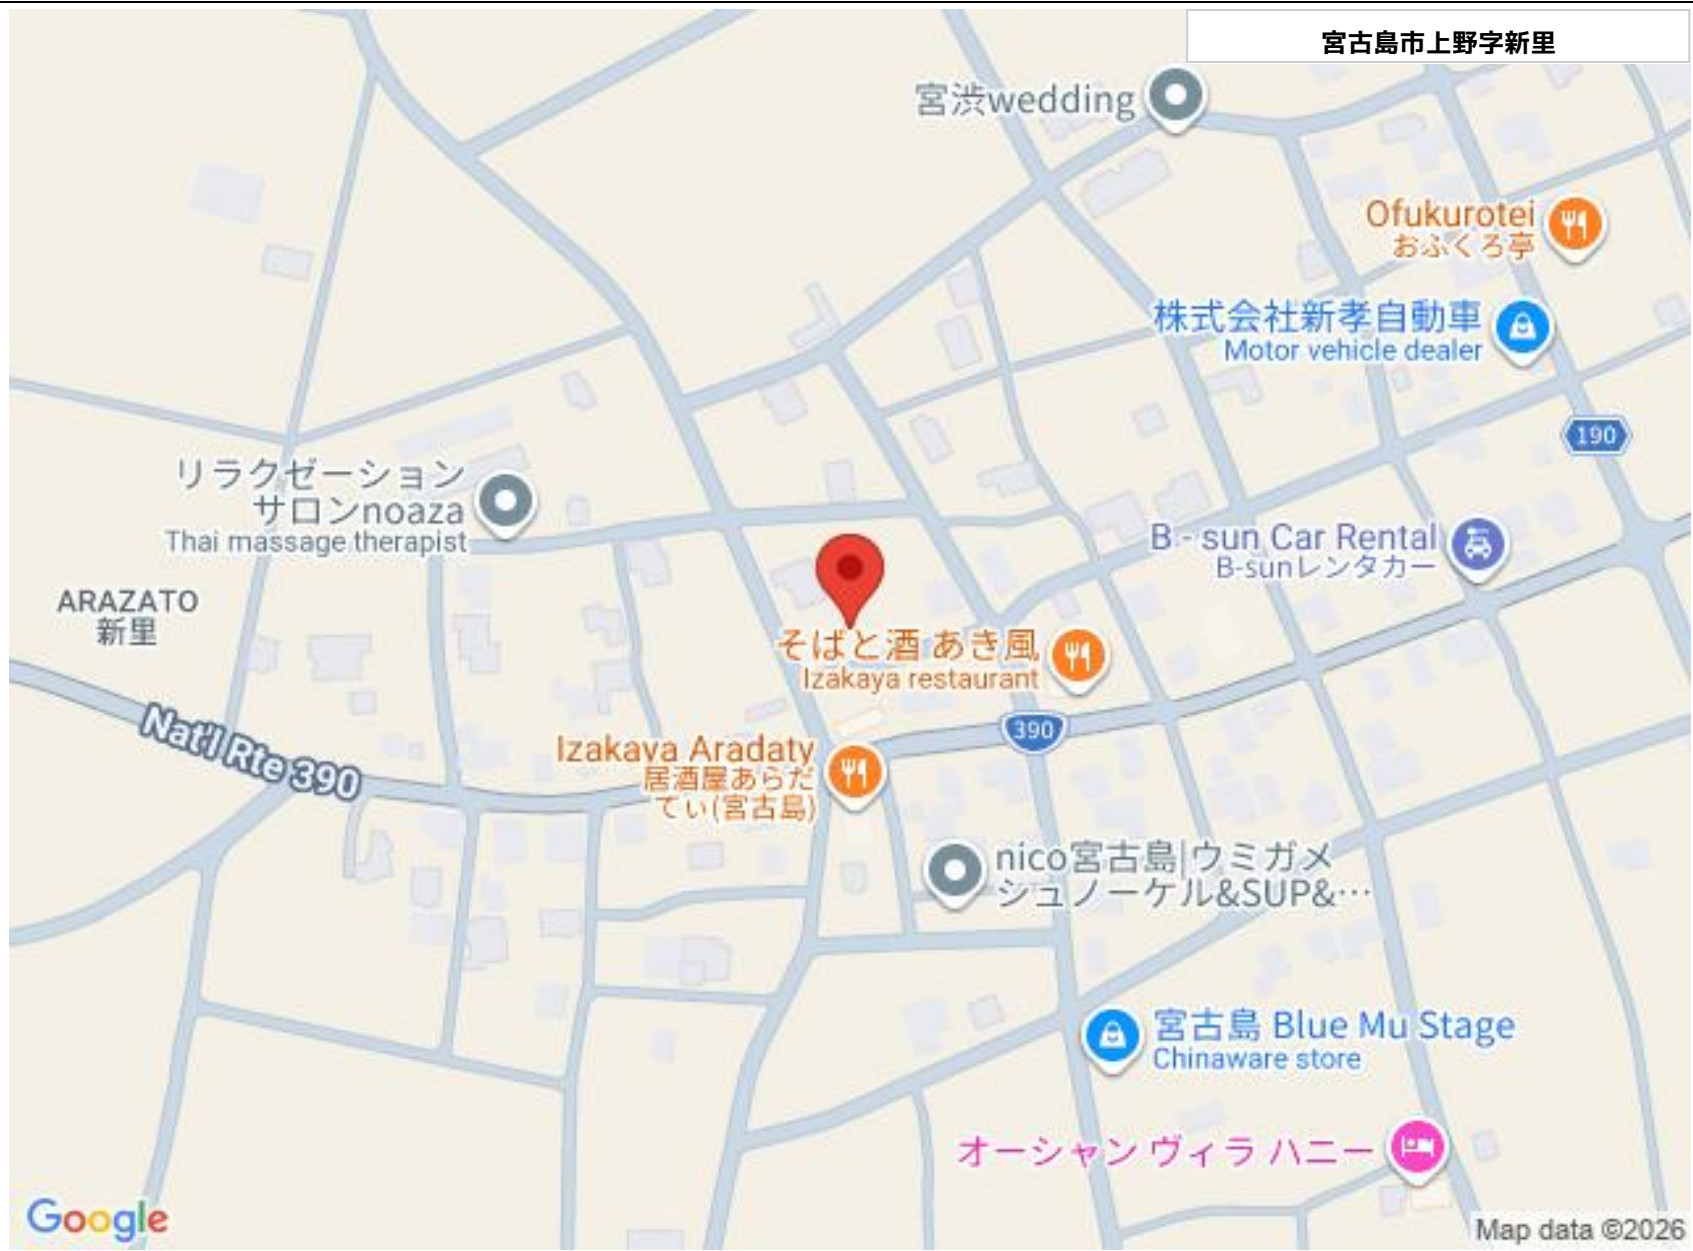 宮古島市上野字新里
宮渋wedding
Ofukurotei
おふくろ亭
株式会社新孝自動車
Motor vehicle dealer
190
リラクゼーション
サロンnoaza
Thai massage therapist
B - sun Car Rental
B-sunレンタカー
ARAZATO
新里
そばと酒 あき風
Izakaya restaurant
Nat'l Rte 390
390
Izakaya Aradaty
居酒屋あらだ
てぃ(宮古島)
nico宮古島|ウミガメ
シュノーケル&SUP&…
宮古島 Blue Mu Stage
Chinaware store
オーシャン ヴィラ ハニー
Google
Map data ©2026